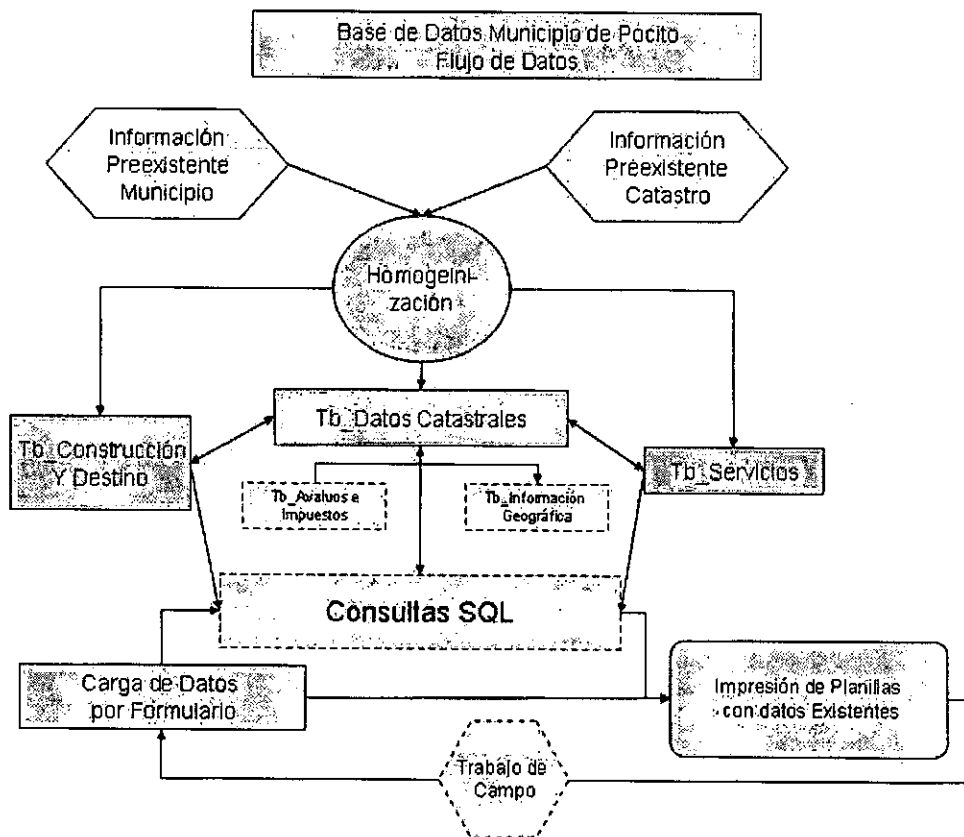 Base de Datos Municipio de Pocito
Flujo de Datos
Información
Preexistente
Municipio
Información
Preexistente
Catastro
Homogeini-
zación
Tb_Datos Catastrales
Tb_Construcción
Y Destino
Tb_Servicios
Tb_Avaluos e
Impuestos
Tb_Información
Geográfica
Consultas SQL
Carga de Datos
por Formulario
Impresión de Planillas
con datos Existentes
Trabajo de
Campo